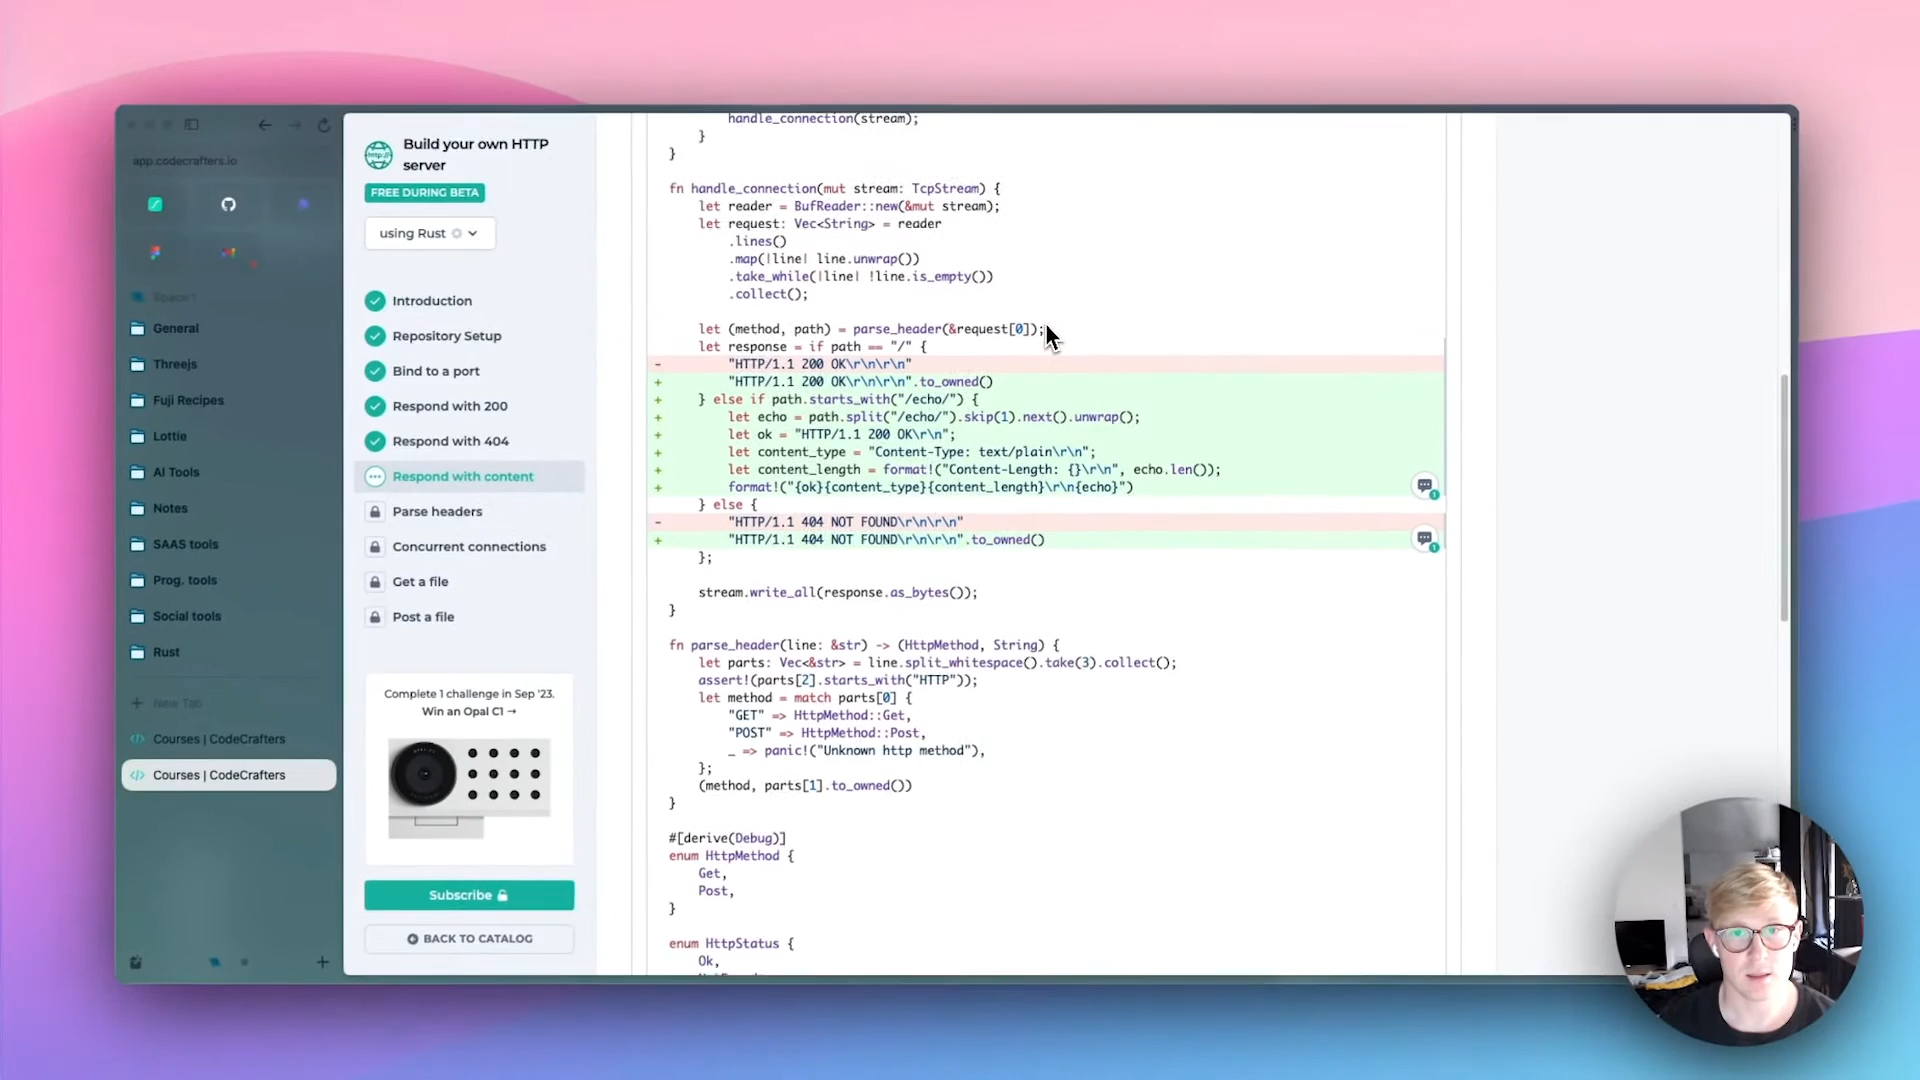 app.codecrafters.io
Space 1
General
Threejs
Fuji Recipes
Lottie
AI Tools
Notes
SAAS tools
Prog. tools
Social tools
Rust
New Tab
Courses | CodeCrafters
Courses | CodeCrafters
http://
Build your own HTTP
server
FREE DURING BETA
using Rust
Introduction
Repository Setup
Bind to a port
Respond with 200
Respond with 404
Respond with content
Parse headers
Concurrent connections
Get a file
Post a file
Complete 1 challenge in Sep '23.
Win an Opal C1 →
Subscribe
BACK TO CATALOG
handle_connection(stream);
}
}
fn handle_connection(mut stream: TcpStream) {
let reader = BufReader::new(&mut stream);
let request: Vec<String> = reader
.lines()
.map(|line| line.unwrap())
.take_while(|line| !line.is_empty())
.collect();
let (method, path) = parse_header(&request[0]);
let response = if path == "/" {
- "HTTP/1.1 200 OK\r\n\r\n"
+ "HTTP/1.1 200 OK\r\n\r\n".to_owned()
+ } else if path.starts_with("/echo/") {
+ let echo = path.split("/echo/").skip(1).next().unwrap();
+ let ok = "HTTP/1.1 200 OK\r\n";
+ let content_type = "Content-Type: text/plain\r\n";
+ let content_length = format!("Content-Length: {}\r\n", echo.len());
+ format!("{ok}{content_type}{content_length}\r\n{echo}")
} else {
- "HTTP/1.1 404 NOT FOUND\r\n\r\n"
+ "HTTP/1.1 404 NOT FOUND\r\n\r\n".to_owned()
};
stream.write_all(response.as_bytes());
}
fn parse_header(line: &str) -> (HttpMethod, String) {
let parts: Vec<&str> = line.split_whitespace().take(3).collect();
assert!(parts[2].starts_with("HTTP"));
let method = match parts[0] {
"GET" => HttpMethod::Get,
"POST" => HttpMethod::Post,
_ => panic!("Unknown http method"),
};
(method, parts[1].to_owned())
}
#[derive(Debug)]
enum HttpMethod {
Get,
Post,
}
enum HttpStatus {
Ok,
1
1